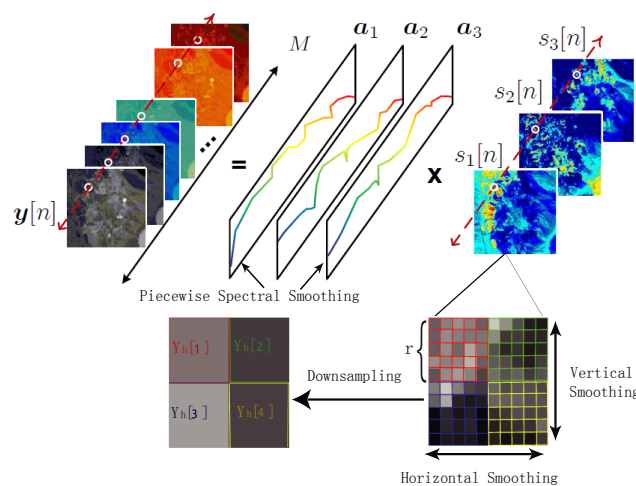 M a₁ a₂ a₃
s₃[n]
s₂[n]
s₁[n]
= x
y[n]
Piecewise Spectral Smoothing
Yₕ[1] Yₕ[2]
Yₕ[3] Yₕ[4]
Downsampling
r
Vertical
Smoothing
Horizontal Smoothing